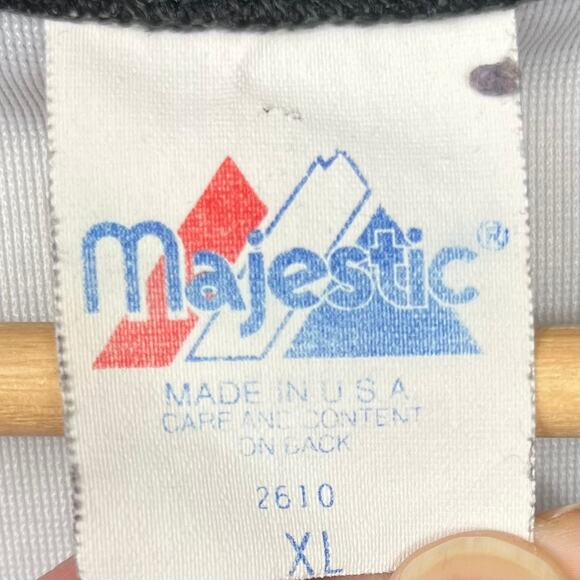 majestic®
MADE IN U.S.A.
CARE AND CONTENT
ON BACK
2610
XL